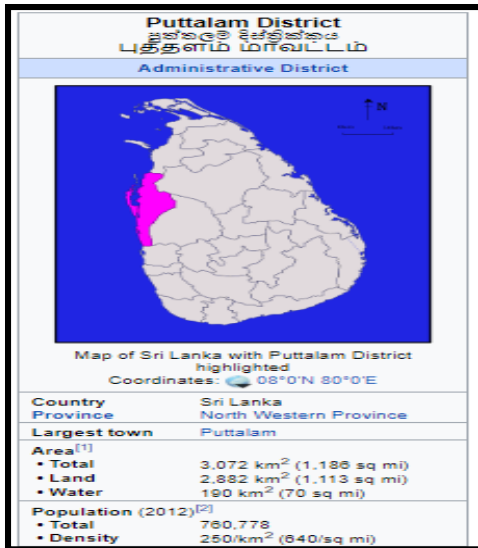 Puttalam District
පුත්තලම දිස්ත්‍රික්කය
புத்தளம் மாவட்டம்
Administrative District
N
Map of Sri Lanka with Puttalam District
highlighted
Coordinates: 08°0'N 80°0'E
Country Sri Lanka
Province North Western Province
Largest town Puttalam
Area[1]
• Total 3,072 km² (1,186 sq mi)
• Land 2,882 km² (1,113 sq mi)
• Water 190 km² (70 sq mi)
Population (2012)[2]
• Total 760,778
• Density 250/km² (640/sq mi)